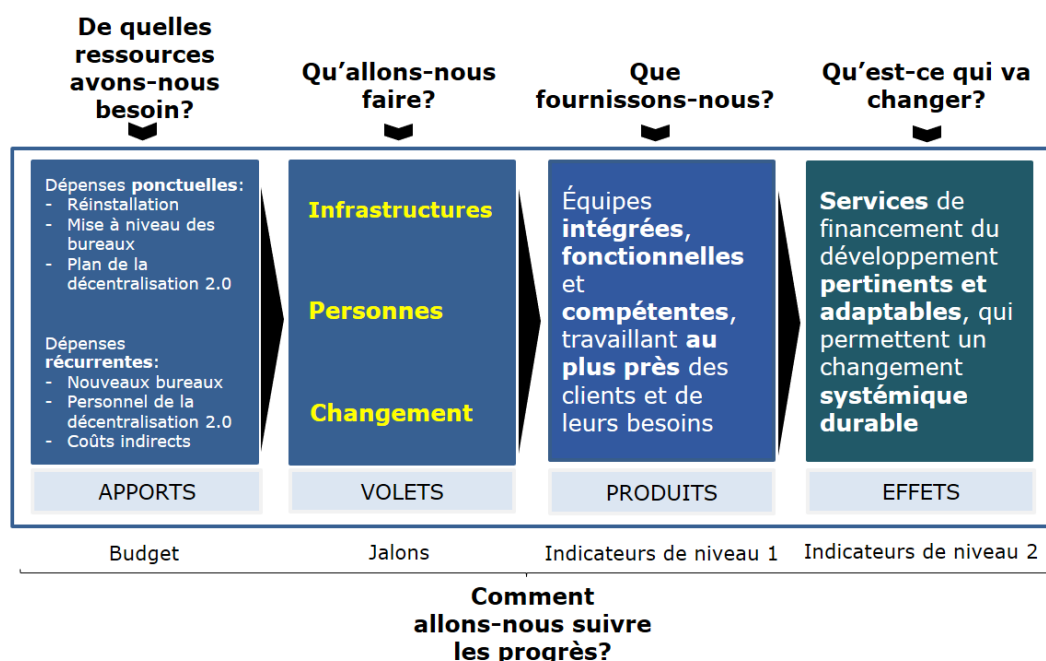 De quelles
ressources
avons-nous
besoin?
Qu'allons-nous
faire?
Que
fournissons-nous?
Qu'est-ce qui va
changer?
Dépenses ponctuelles:
- Réinstallation
- Mise à niveau des
bureaux
- Plan de la
décentralisation 2.0
Dépenses
récurrentes:
- Nouveaux bureaux
- Personnel de la
décentralisation 2.0
- Coûts indirects
Infrastructures
Personnes
Changement
Équipes
intégrées,
fonctionnelles
et
compétentes,
travaillant au
plus près des
clients et de
leurs besoins
Services de
financement du
développement
pertinents et
adaptables, qui
permettent un
changement
systémique
durable
APPORTS
VOLETS
PRODUITS
EFFETS
Budget
Jalons
Indicateurs de niveau 1
Indicateurs de niveau 2
Comment
allons-nous suivre
les progrès?